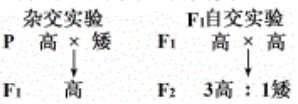 杂交实验 F₁自交实验
P 高 × 矮 F₁ 高 × 高
F₁ 高 F₂ 3高 : 1矮